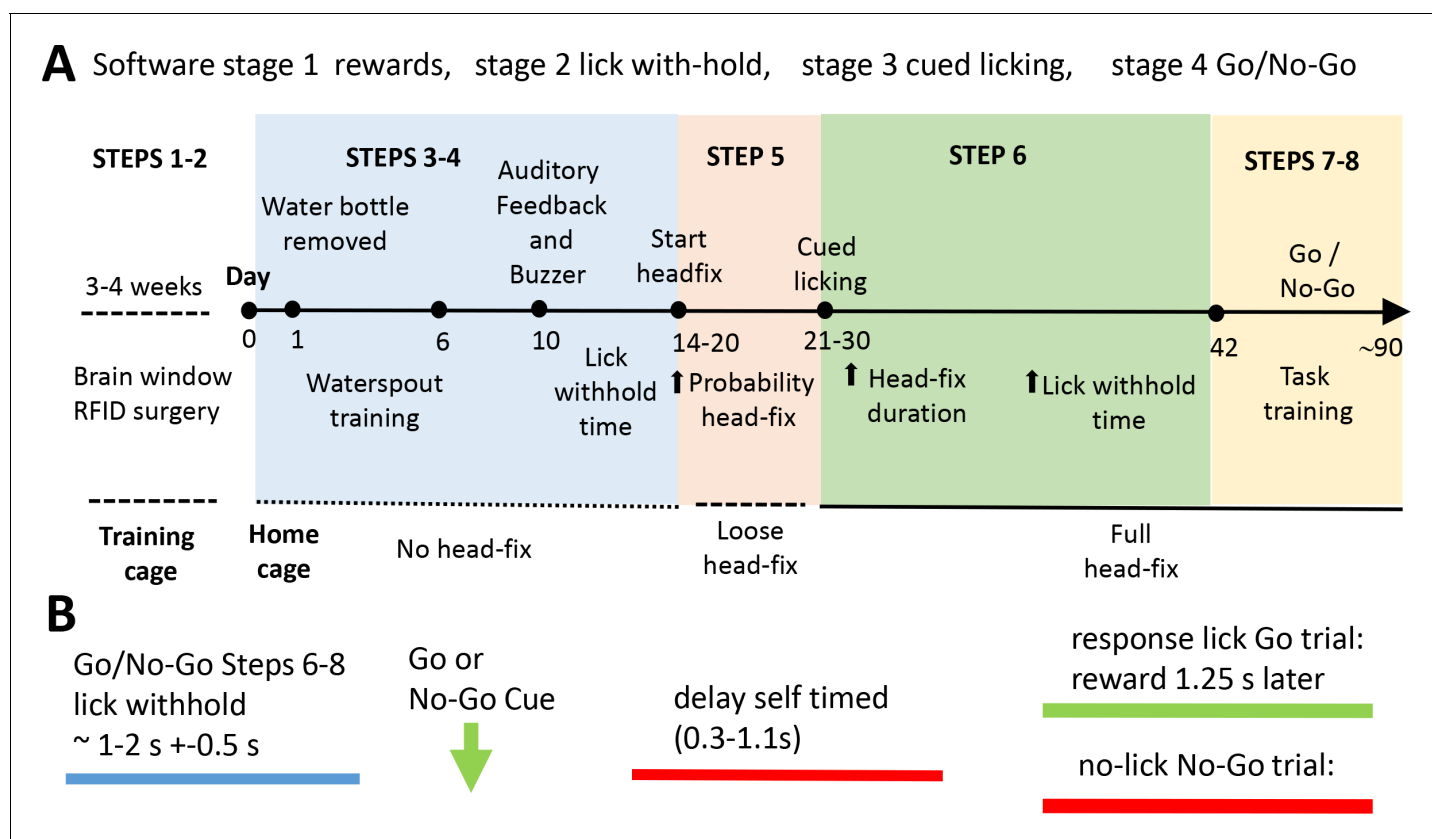 A Software stage 1 rewards, stage 2 lick with-hold, stage 3 cued licking, stage 4 Go/No-Go
STEPS 1-2
STEPS 3-4
STEP 5
STEP 6
STEPS 7-8
Water bottle
removed
Auditory
Feedback
and
Buzzer
Start
headfix
Cued
licking
Go /
No-Go
3-4 weeks
Day
0
1
6
10
14-20
21-30
42
~90
Brain window
RFID surgery
Waterspout
training
Lick
withhold
time
⬆Probability
head-fix
⬆ Head-fix
duration
⬆Lick withhold
time
Task
training
Training
cage
Home
cage
No head-fix
Loose
head-fix
Full
head-fix
B
Go/No-Go Steps 6-8
lick withhold
~ 1-2 s +-0.5 s
Go or
No-Go Cue
delay self timed
(0.3-1.1s)
response lick Go trial:
reward 1.25 s later
no-lick No-Go trial: